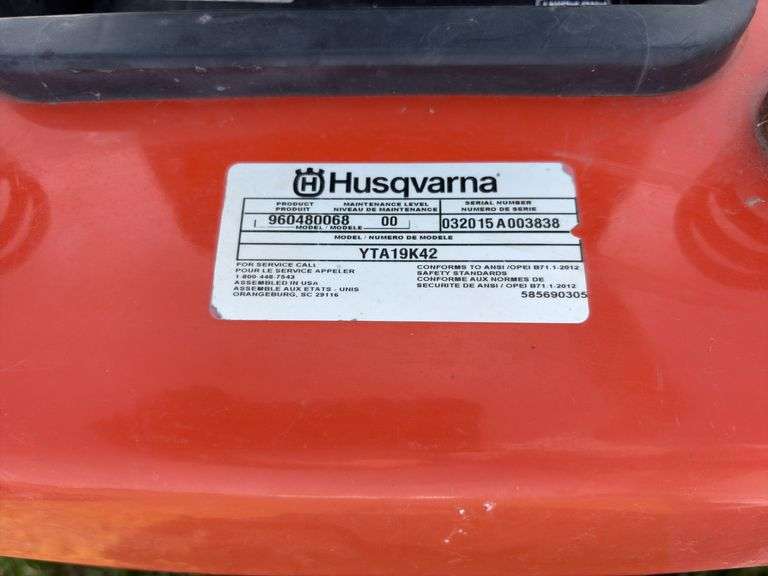 Husqvarna
PRODUCT MAINTENANCE LEVEL SERIAL NUMBER
PRODUIT NIVEAU DE MAINTENANCE NUMERO DE SERIE
960480068 00 032015A003838
MODEL / MODELE
MODEL / NUMERO DE MODELE
YTA19K42
FOR SERVICE CALL CONFORMS TO ANSI / OPEI B71.1-2012
POUR LE SERVICE APPELER SAFETY STANDARDS
1 800-448-7543 CONFORME AUX NORMES DE
ASSEMBLED IN USA SECURITE DE ANSI / OPEI B71.1-2012
ASSEMBLE AUX ETATS - UNIS
ORANGEBURG, SC 29116 585690305